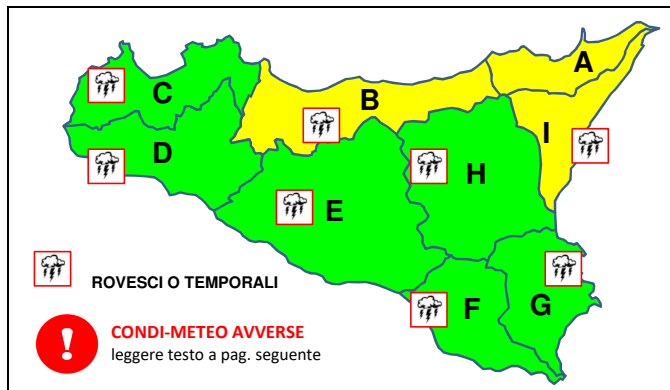 A
B
C
I
D
H
E
F
G
ROVESCI O TEMPORALI
! CONDI-METEO AVVERSE
leggere testo a pag. seguente